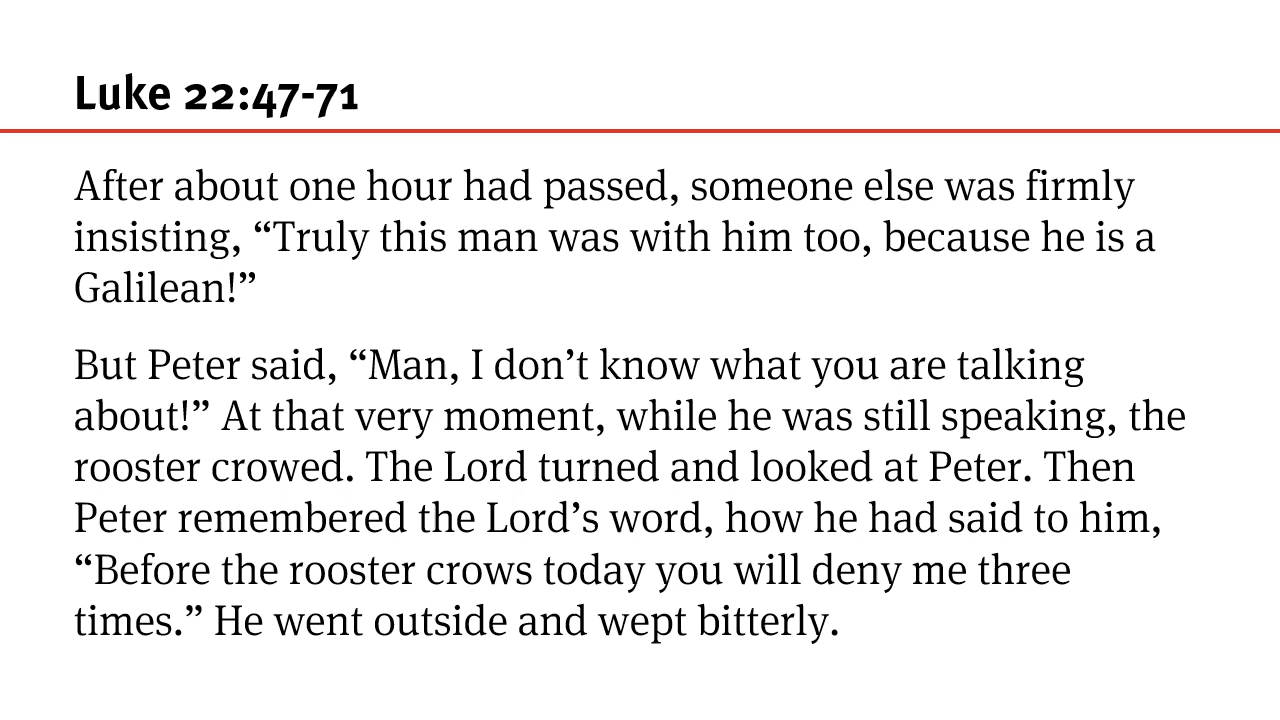 Luke 22:47-71
After about one hour had passed, someone else was firmly
insisting, “Truly this man was with him too, because he is a
Galilean!”
But Peter said, “Man, I don’t know what you are talking
about!” At that very moment, while he was still speaking, the
rooster crowed. The Lord turned and looked at Peter. Then
Peter remembered the Lord’s word, how he had said to him,
“Before the rooster crows today you will deny me three
times.” He went outside and wept bitterly.